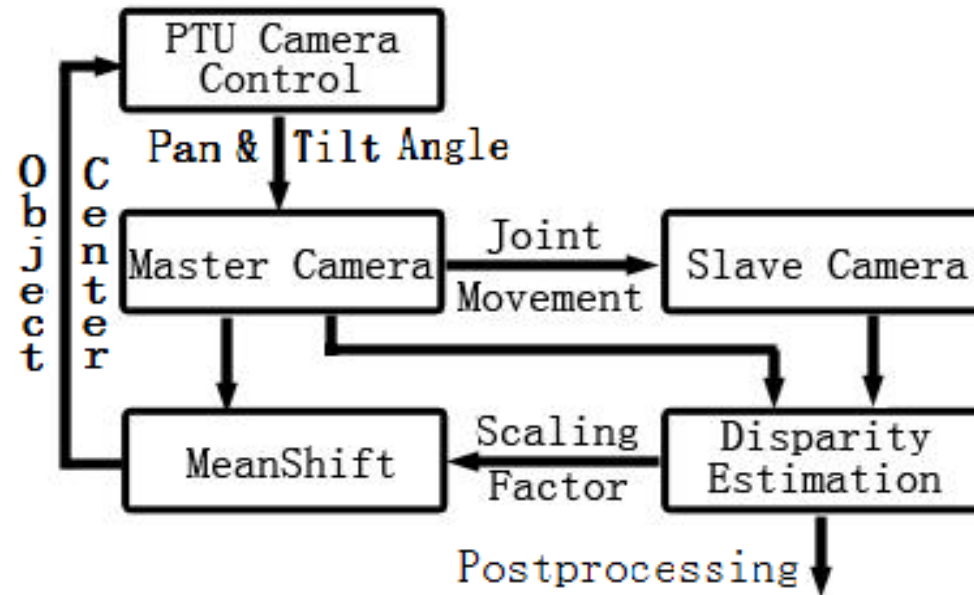 PTU Camera
Control
Pan & Tilt Angle
Object
Center
Master Camera
Joint
Movement
Slave Camera
MeanShift
Scaling
Factor
Disparity
Estimation
Postprocessing